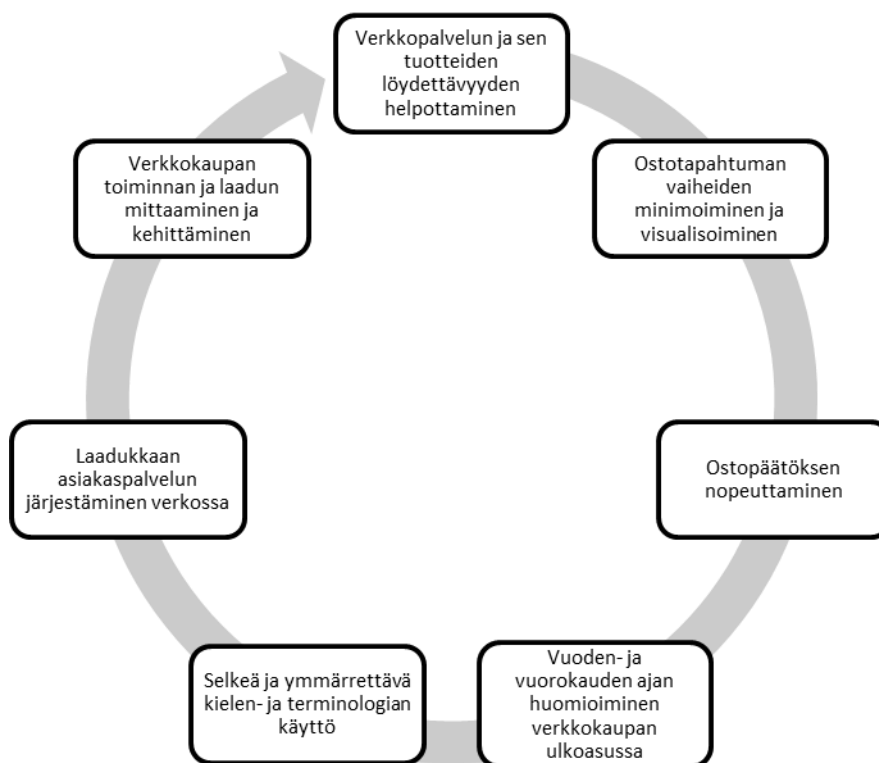 Verkkopalvelun ja sen
tuotteiden
löydettävyyden
helpottaminen
Ostotapahtuman
vaiheiden
minimoiminen ja
visualisoiminen
Ostopäätöksen
nopeuttaminen
Vuoden- ja
vuorokauden ajan
huomioiminen
verkkokaupan
ulkoasussa
Selkeä ja ymmärrettävä
kielen- ja terminologian
käyttö
Laadukkaan
asiakaspalvelun
järjestäminen verkossa
Verkkokaupan
toiminnan ja laadun
mittaaminen ja
kehittäminen